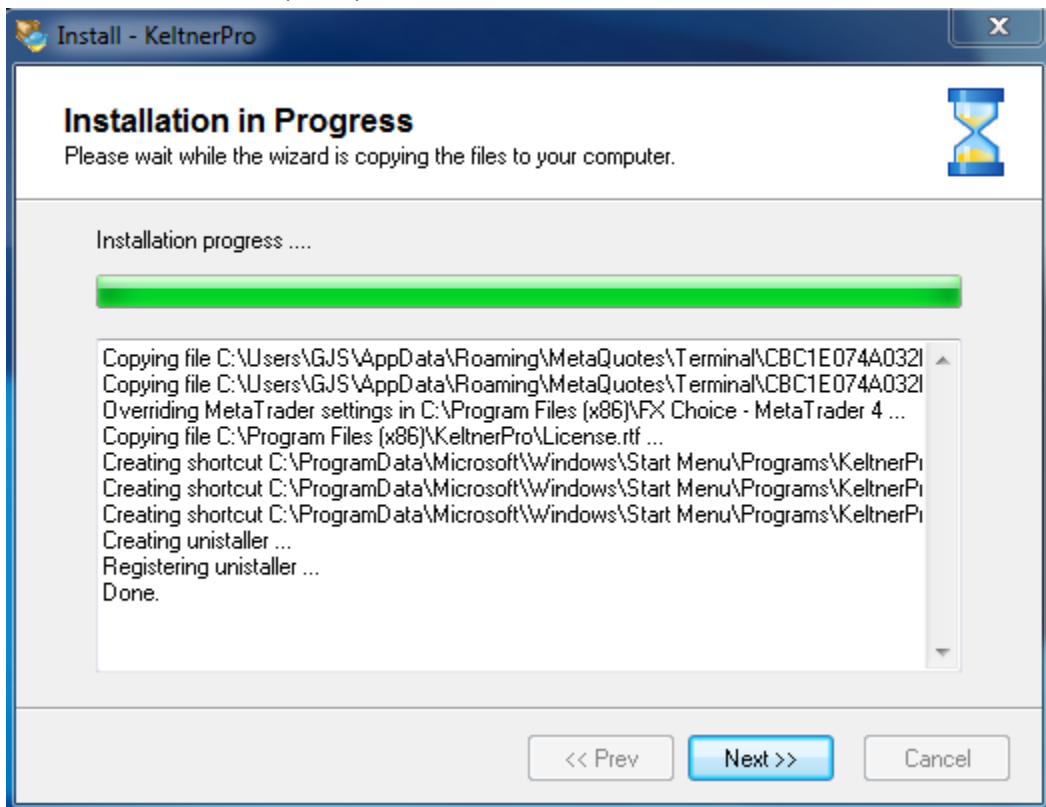 Install - KeltnerPro
X
Installation in Progress
Please wait while the wizard is copying the files to your computer.
Installation progress ....
Copying file C:\Users\GJS\AppData\Roaming\MetaQuotes\Terminal\CBC1E074A032
Copying file C:\Users\GJS\AppData\Roaming\MetaQuotes\Terminal\CBC1E074A032
Overriding MetaTrader settings in C:\Program Files (x86)\FX Choice - MetaTrader 4 ...
Copying file C:\Program Files (x86)\KeltnerPro\License.rtf ...
Creating shortcut C:\ProgramData\Microsoft\Windows\Start Menu\Programs\KeltnerP
Creating shortcut C:\ProgramData\Microsoft\Windows\Start Menu\Programs\KeltnerP
Creating shortcut C:\ProgramData\Microsoft\Windows\Start Menu\Programs\KeltnerP
Creating unistaller ...
Registering unistaller ...
Done.
<< Prev
Next >>
Cancel